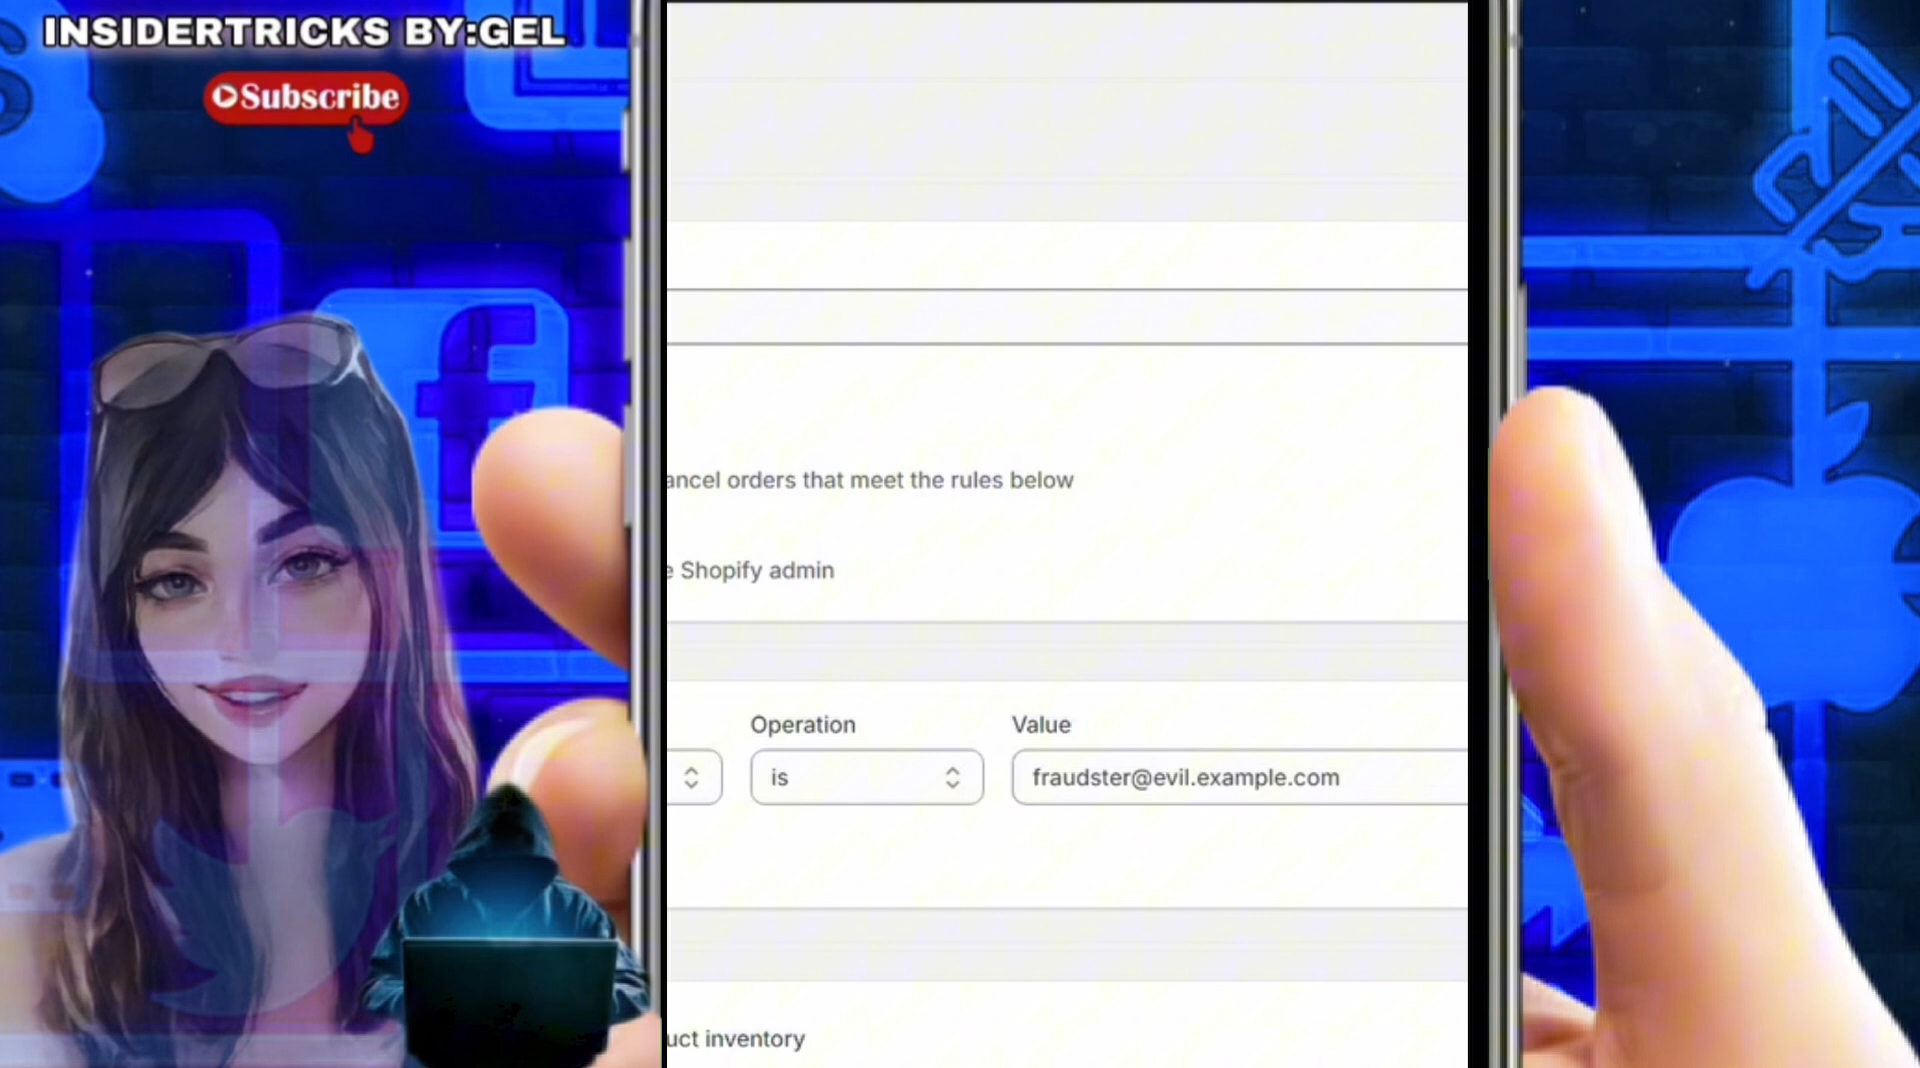 INSIDERTRICKS BY:GEL
Subscribe
ancel orders that meet the rules below
e Shopify admin
Operation
Value
is
fraudster@evil.example.com
uct inventory